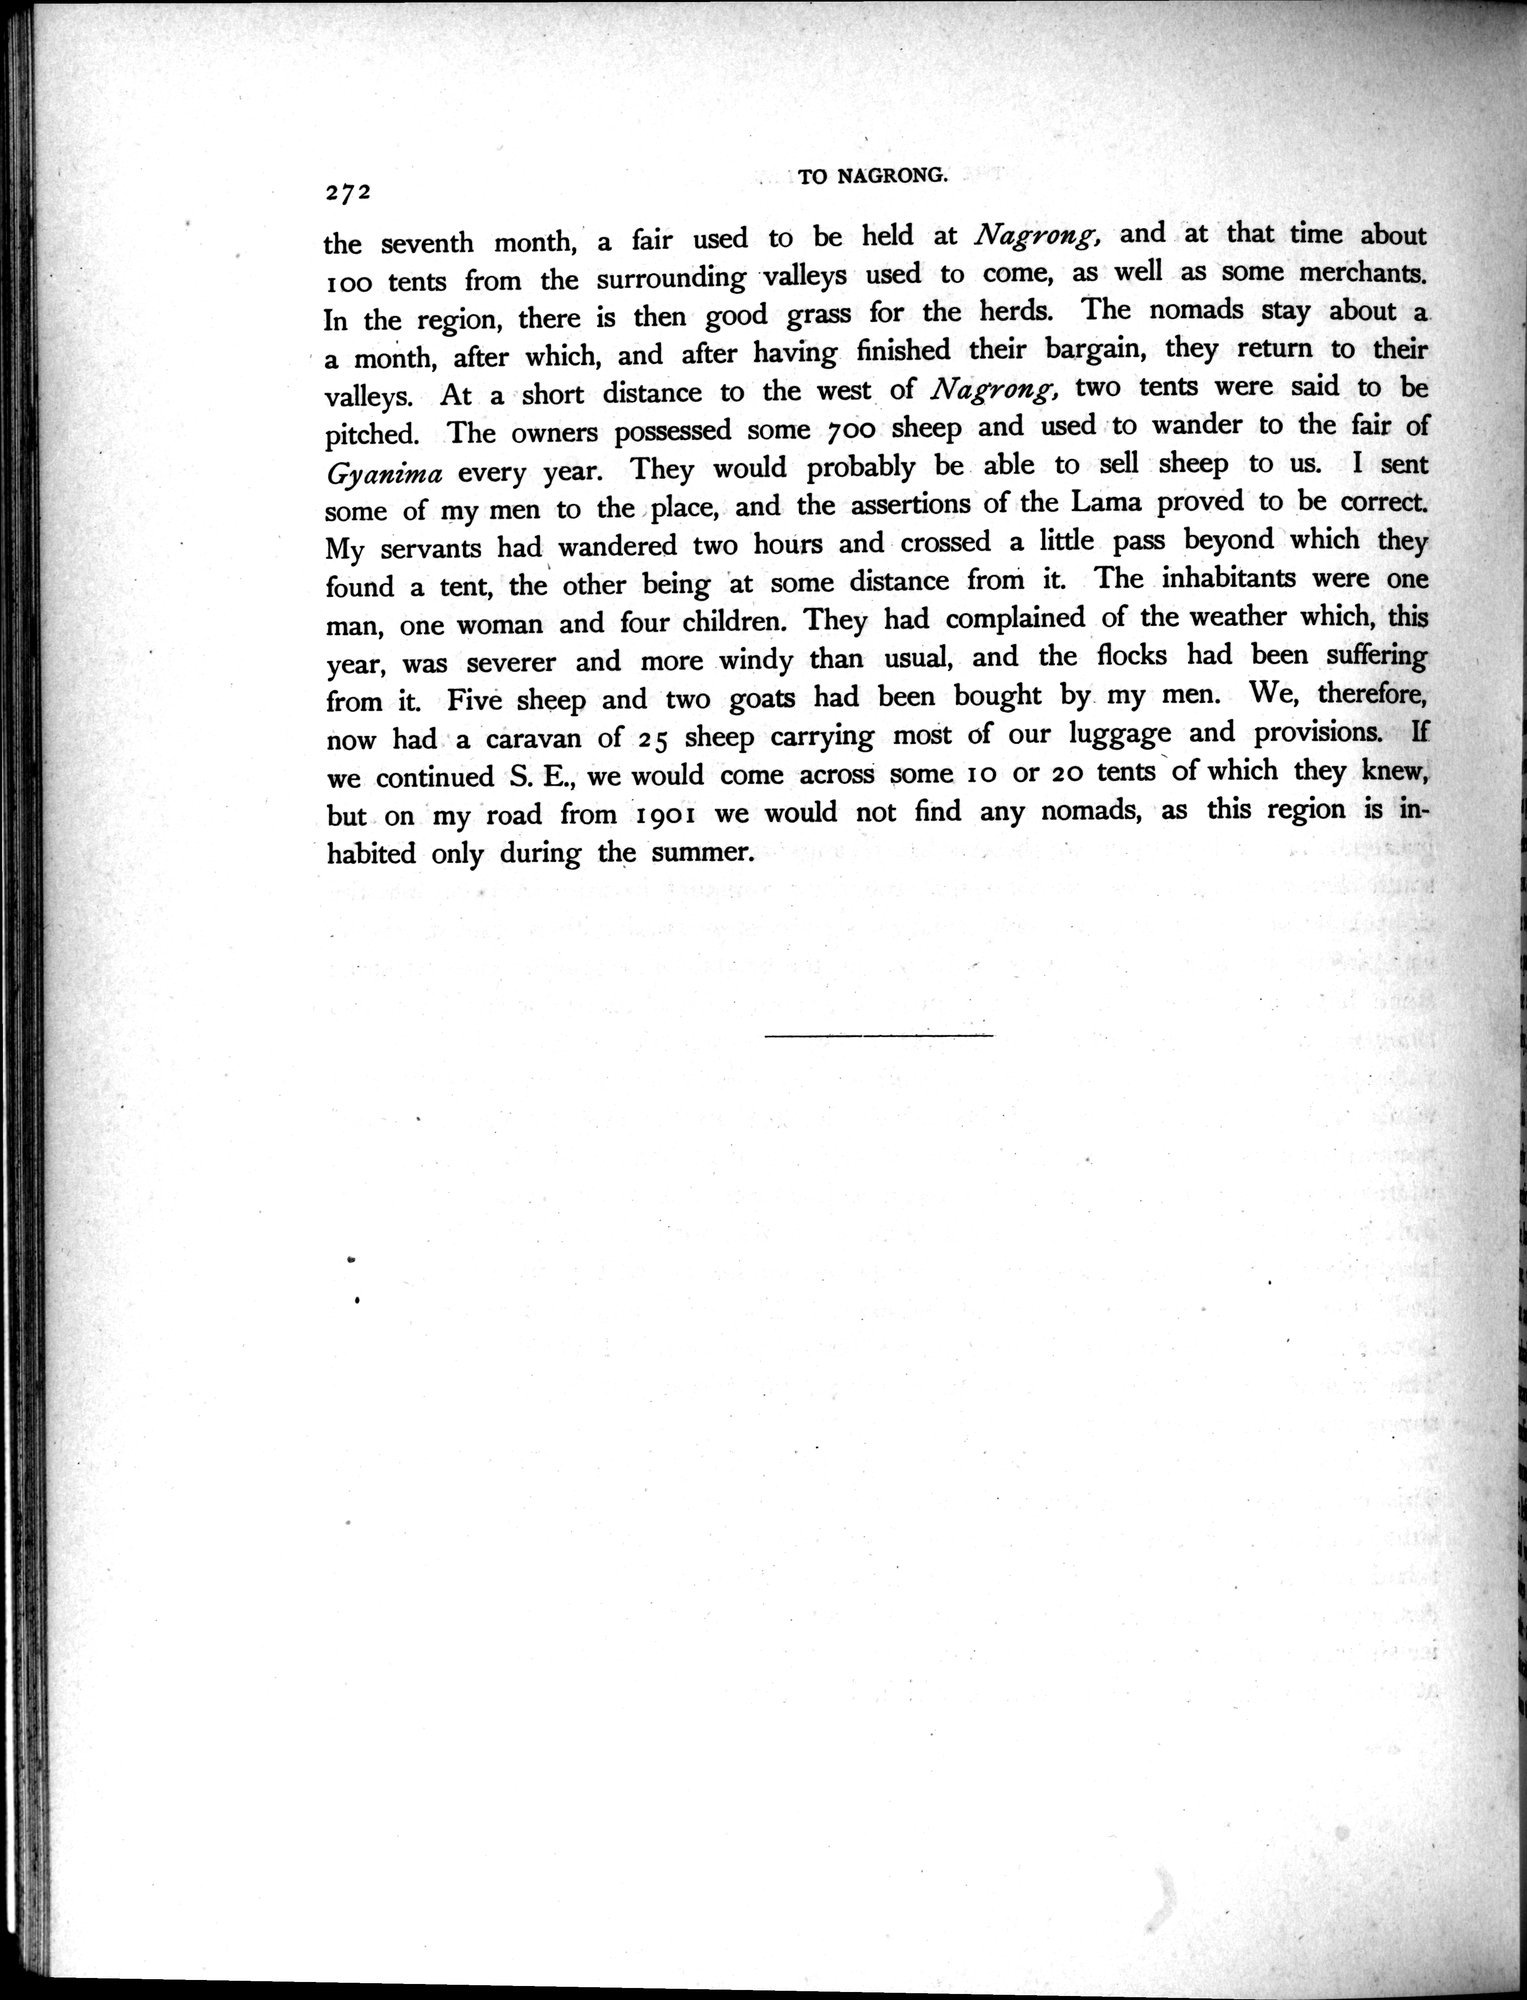 272
TO NAGRONG.
the seventh month, a fair used to be held at Nagrong, and at that time about
100 tents from the surrounding valleys used to come, as well as some merchants.
In the region, there is then good grass for the herds. The nomads stay about a
a month, after which, and after having finished their bargain, they return to their
valleys. At a short distance to the west of Nagrong, two tents were said to be
pitched. The owners possessed some 700 sheep and used to wander to the fair of
Gyanima every year. They would probably be able to sell sheep to us. I sent
some of my men to the place, and the assertions of the Lama proved to be correct.
My servants had wandered two hours and crossed a little pass beyond which they
found a tent, the other being at some distance from it. The inhabitants were one
man, one woman and four children. They had complained of the weather which, this
year, was severer and more windy than usual, and the flocks had been suffering
from it. Five sheep and two goats had been bought by my men. We, therefore,
now had a caravan of 25 sheep carrying most of our luggage and provisions. If
we continued S. E., we would come across some 10 or 20 tents of which they knew,
but on my road from 1901 we would not find any nomads, as this region is in-
habited only during the summer.